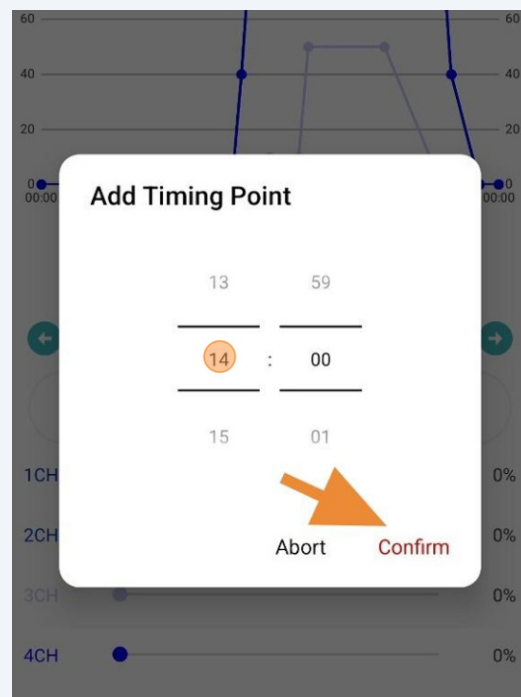 60 60
40 40
20 20
0 0
00:00 00:00
Add Timing Point
13 59
14 : 00
15 01
1CH 0%
2CH 0%
Abort Confirm
3CH 0%
4CH 0%